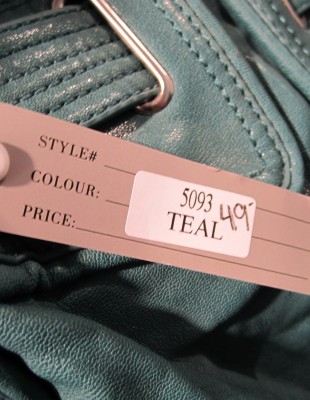 STYLE#
COLOUR:
PRICE:
5093
TEAL 49-